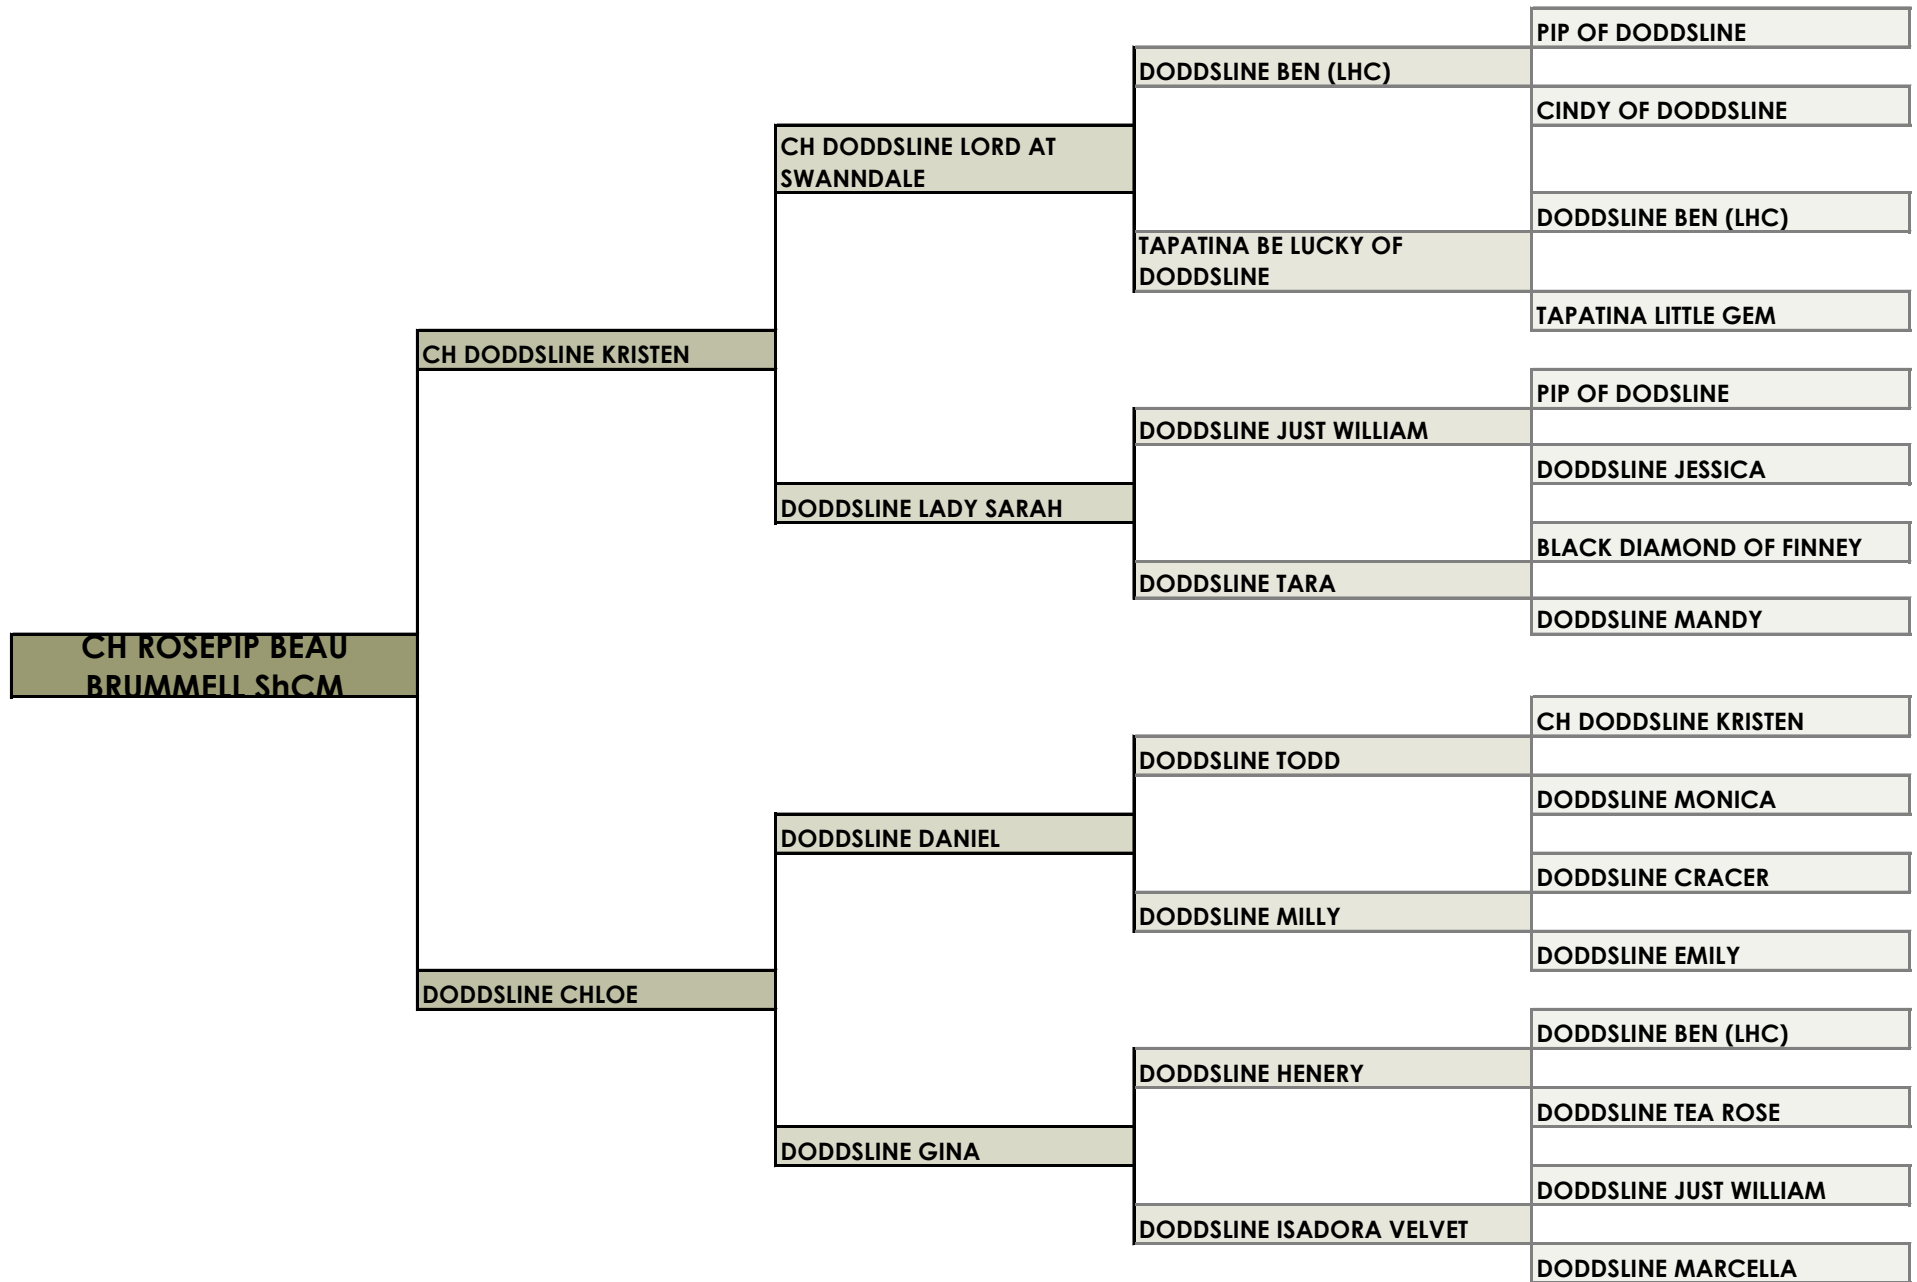 PIP OF DODDSLINE
DODDSLINE BEN (LHC)
CINDY OF DODDSLINE
CH DODDSLINE LORD AT
SWANNDALE
DODDSLINE BEN (LHC)
TAPATINA BE LUCKY OF
DODDSLINE
TAPATINA LITTLE GEM
CH DODDSLINE KRISTEN
PIP OF DODSLINE
DODDSLINE JUST WILLIAM
DODDSLINE JESSICA
DODDSLINE LADY SARAH
BLACK DIAMOND OF FINNEY
DODDSLINE TARA
DODDSLINE MANDY
CH ROSEPIP BEAU
BRUMMELL ShCM
CH DODDSLINE KRISTEN
DODDSLINE TODD
DODDSLINE MONICA
DODDSLINE DANIEL
DODDSLINE CRACER
DODDSLINE MILLY
DODDSLINE EMILY
DODDSLINE CHLOE
DODDSLINE BEN (LHC)
DODDSLINE HENERY
DODDSLINE TEA ROSE
DODDSLINE GINA
DODDSLINE JUST WILLIAM
DODDSLINE ISADORA VELVET
DODDSLINE MARCELLA